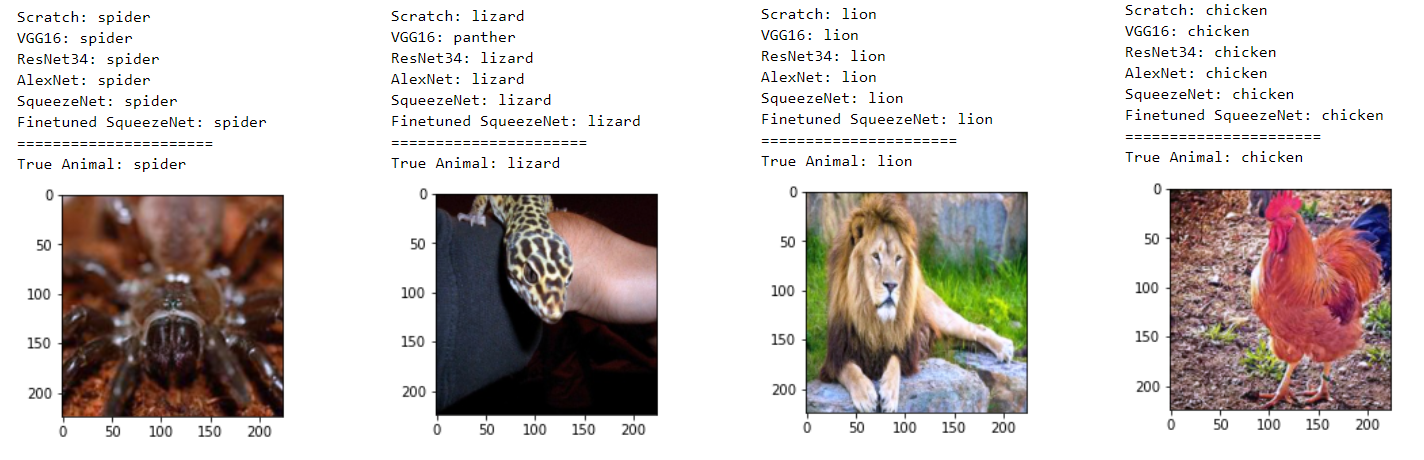 Scratch: spider
VGG16: spider
ResNet34: spider
AlexNet: spider
SqueezeNet: spider
Finetuned SqueezeNet: spider
======================
True Animal: spider
0
50
100
150
200
0 50 100 150 200
Scratch: lizard
VGG16: panther
ResNet34: lizard
AlexNet: lizard
SqueezeNet: lizard
Finetuned SqueezeNet: lizard
======================
True Animal: lizard
0
50
100
150
200
0 50 100 150 200
Scratch: lion
VGG16: lion
ResNet34: lion
AlexNet: lion
SqueezeNet: lion
Finetuned SqueezeNet: lion
======================
True Animal: lion
0
50
100
150
200
0 50 100 150 200
Scratch: chicken
VGG16: chicken
ResNet34: chicken
AlexNet: chicken
SqueezeNet: chicken
Finetuned SqueezeNet: chicken
======================
True Animal: chicken
0
50
100
150
200
0 50 100 150 200